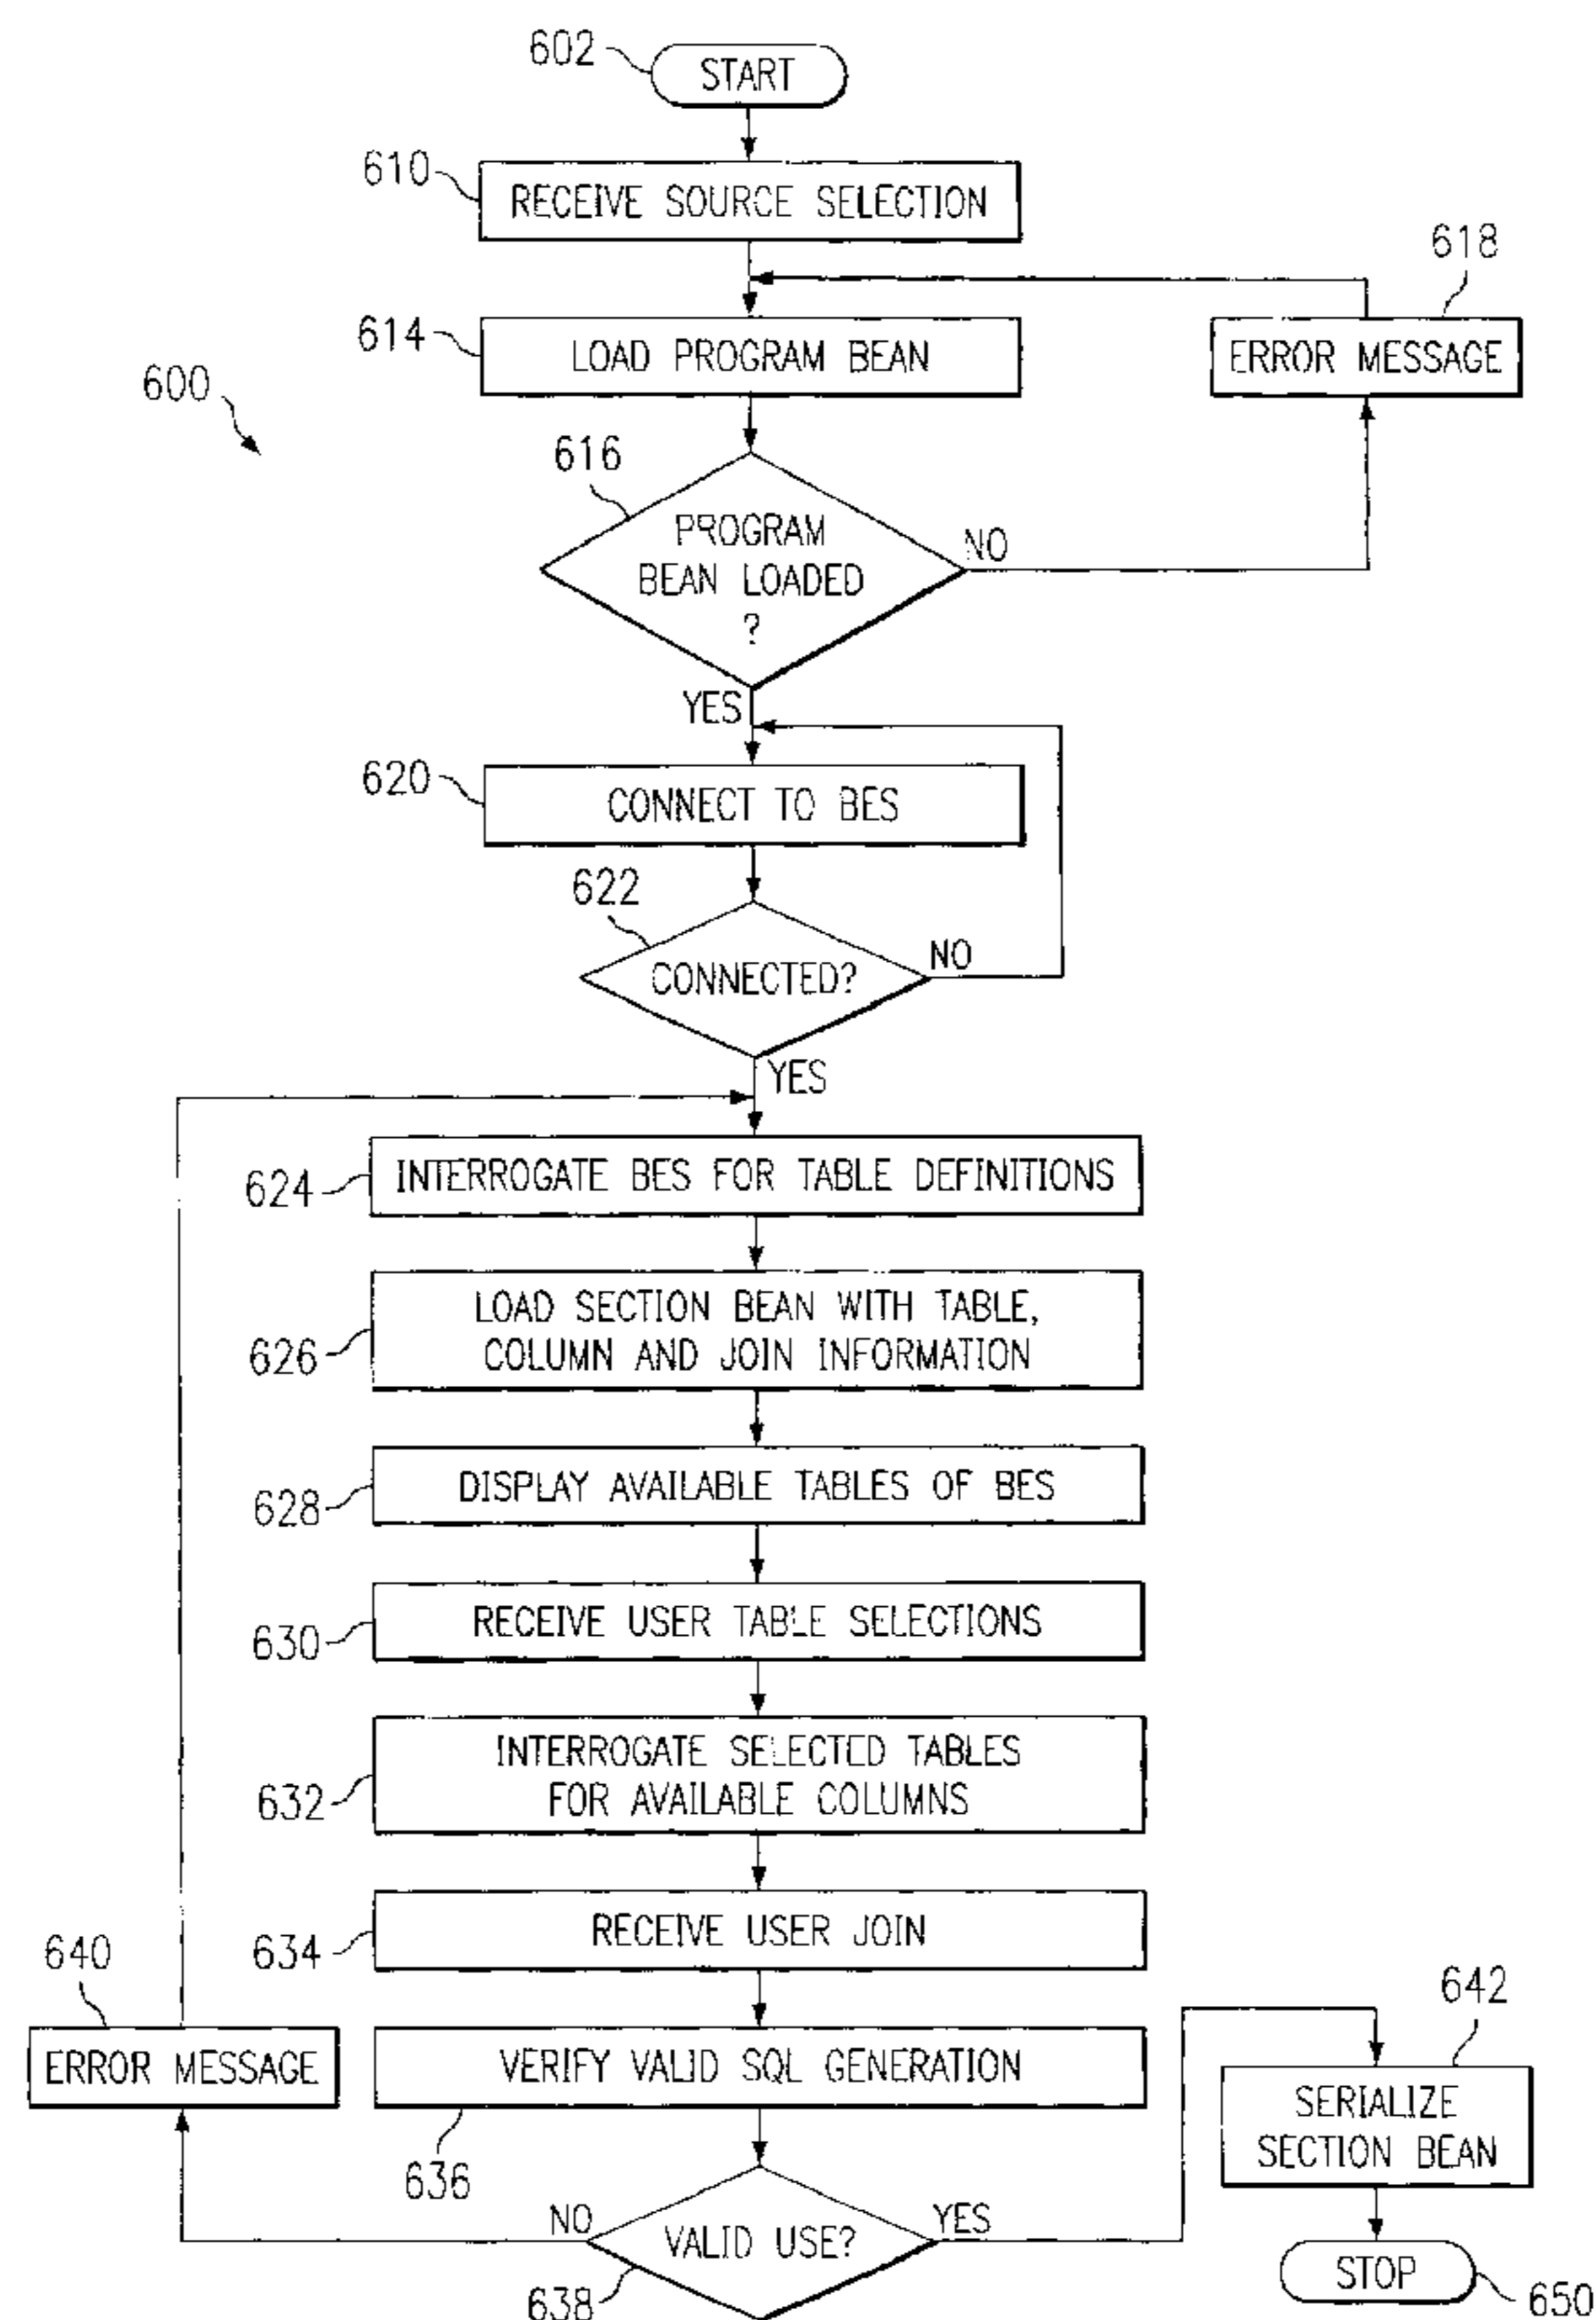 602
START
610
RECEIVE SOURCE SELECTION
618
614
LOAD PROGRAM BEAN
ERROR MESSAGE
600
616
PROGRAM
BEAN LOADED
?
NO
YES
620
CONNECT TO BES
622
CONNECTED?
NO
YES
624
INTERROGATE BES FOR TABLE DEFINITIONS
626
LOAD SECTION BEAN WITH TABLE,
COLUMN AND JOIN INFORMATION
628
DISPLAY AVAILABLE TABLES OF BES
630
RECEIVE USER TABLE SELECTIONS
632
INTERROGATE SELECTED TABLES
FOR AVAILABLE COLUMNS
634
RECEIVE USER JOIN
640
ERROR MESSAGE
VERIFY VALID SQL GENERATION
636
642
SERIALIZE
SECTION BEAN
NO
VALID USE?
YES
638
STOP
650